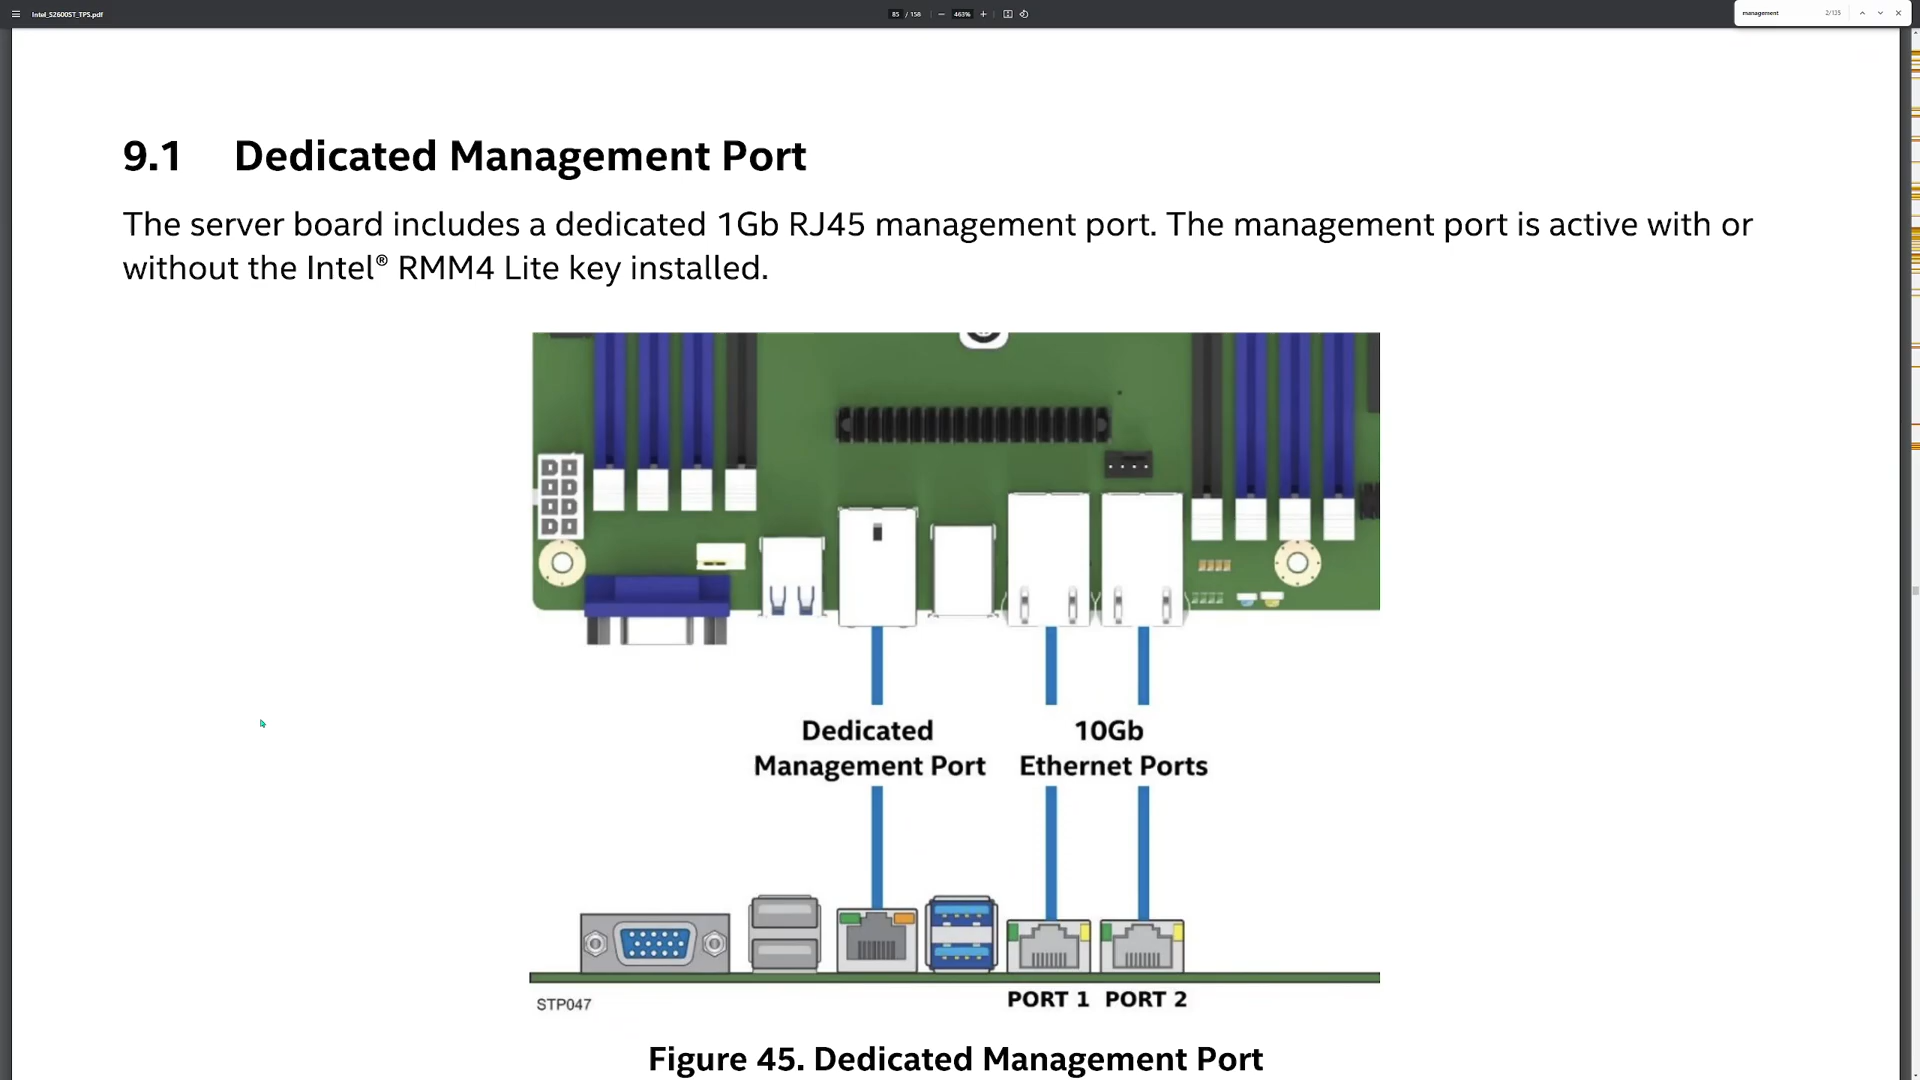 Intel_S2600ST_TPS.pdf
85 / 158
463%
management
2/135
9.1 Dedicated Management Port
The server board includes a dedicated 1Gb RJ45 management port. The management port is active with or
without the Intel® RMM4 Lite key installed.
Dedicated
Management Port
10Gb
Ethernet Ports
PORT 1 PORT 2
STP047
Figure 45. Dedicated Management Port